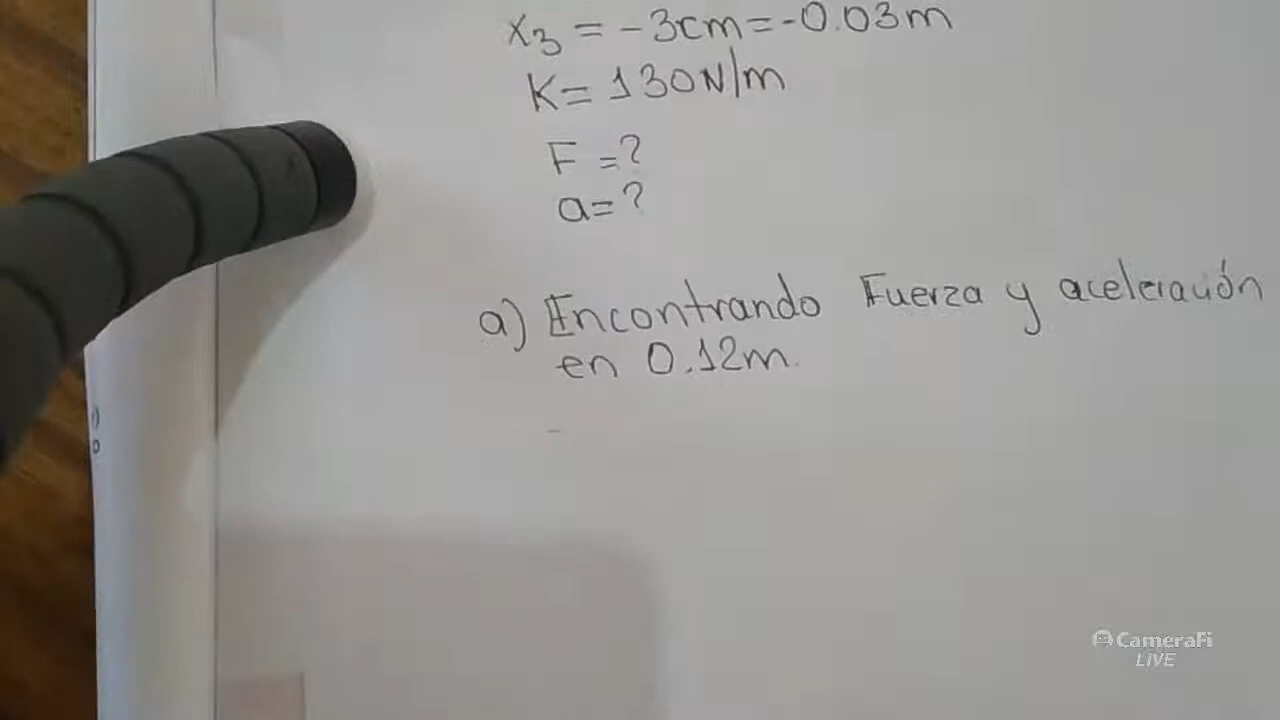 x3 = -3cm = -0.03m
K = 130N/m
F = ?
a = ?
a) Encontrando Fuerza y aceleración
en 0.12m.
CameraFi
LiVE